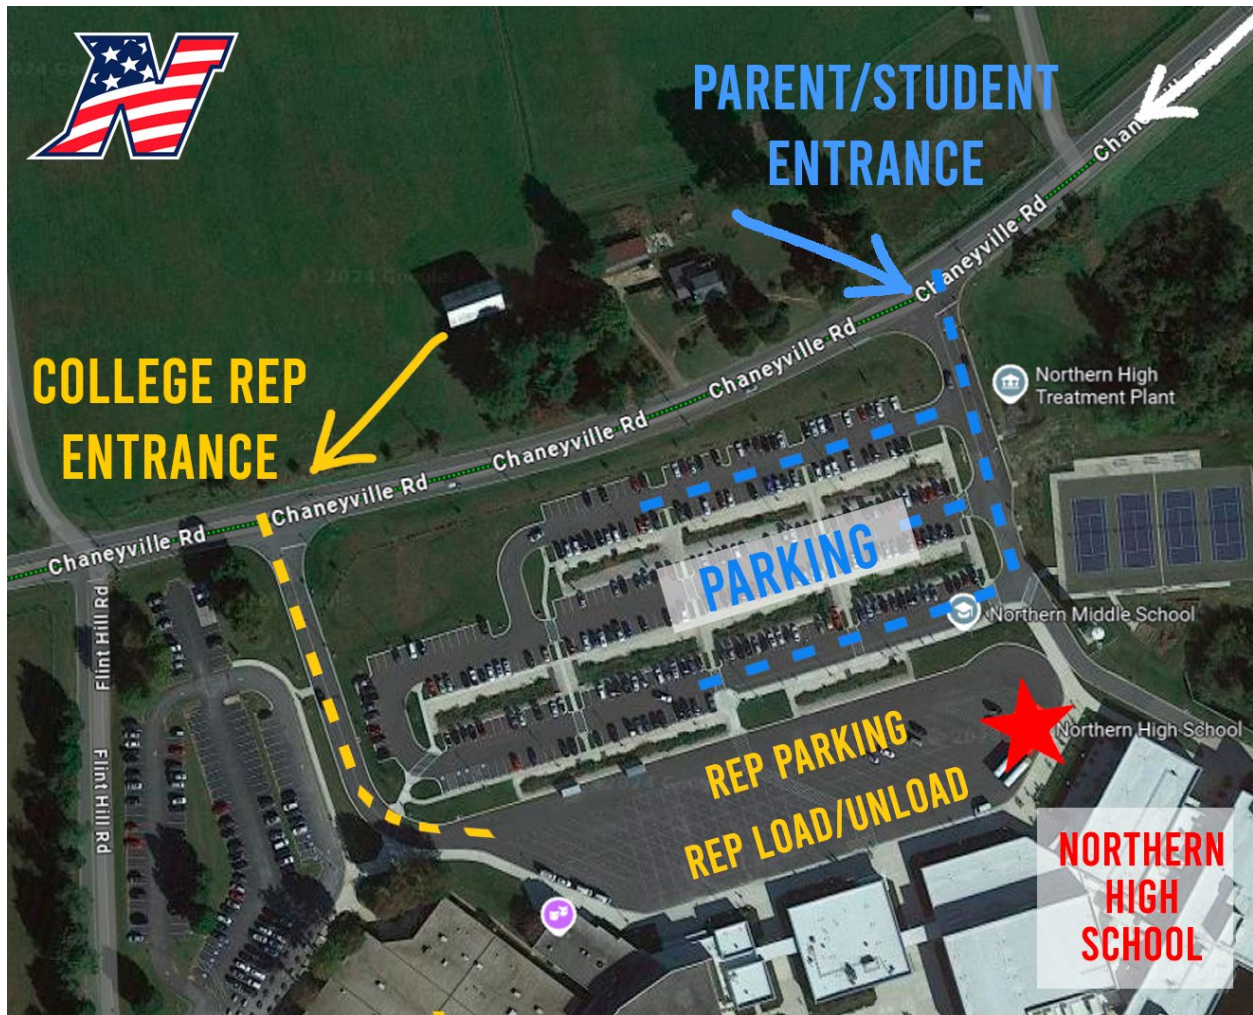 N
PARENT/STUDENT
ENTRANCE
Chaneyville Rd
Chaneyville Rd
COLLEGE REP
ENTRANCE
Chaneyville Rd
Chaneyville Rd
Chaneyville Rd
Chaneyville Rd
Northern High
Treatment Plant
PARKING
Northern Middle School
Flint Hill Rd
Flint Hill Rd
Northern High School
REP PARKING
REP LOAD/UNLOAD
NORTHERN
HIGH
SCHOOL